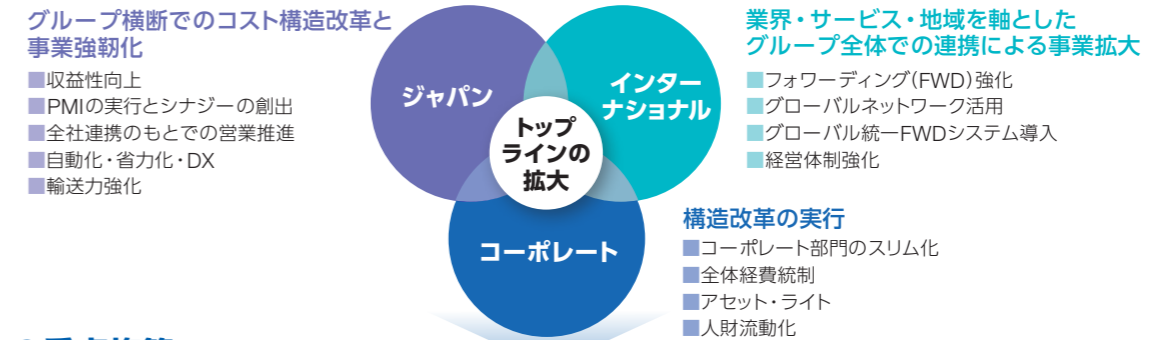 グループ横断でのコスト構造改革と
事業強靭化
■収益性向上
■PMIの実行とシナジーの創出
■全社連携のもとでの営業推進
■自動化・省力化・DX
■輸送力強化
ジャパン
インター
ナショナル
トップ
ラインの
拡大
コーポレート
業界・サービス・地域を軸とした
グループ全体での連携による事業拡大
■フォワーディング(FWD)強化
■グローバルネットワーク活用
■グローバル統一FWDシステム導入
■経営体制強化
構造改革の実行
■コーポレート部門のスリム化
■全体経費統制
■アセット・ライト
■人財流動化